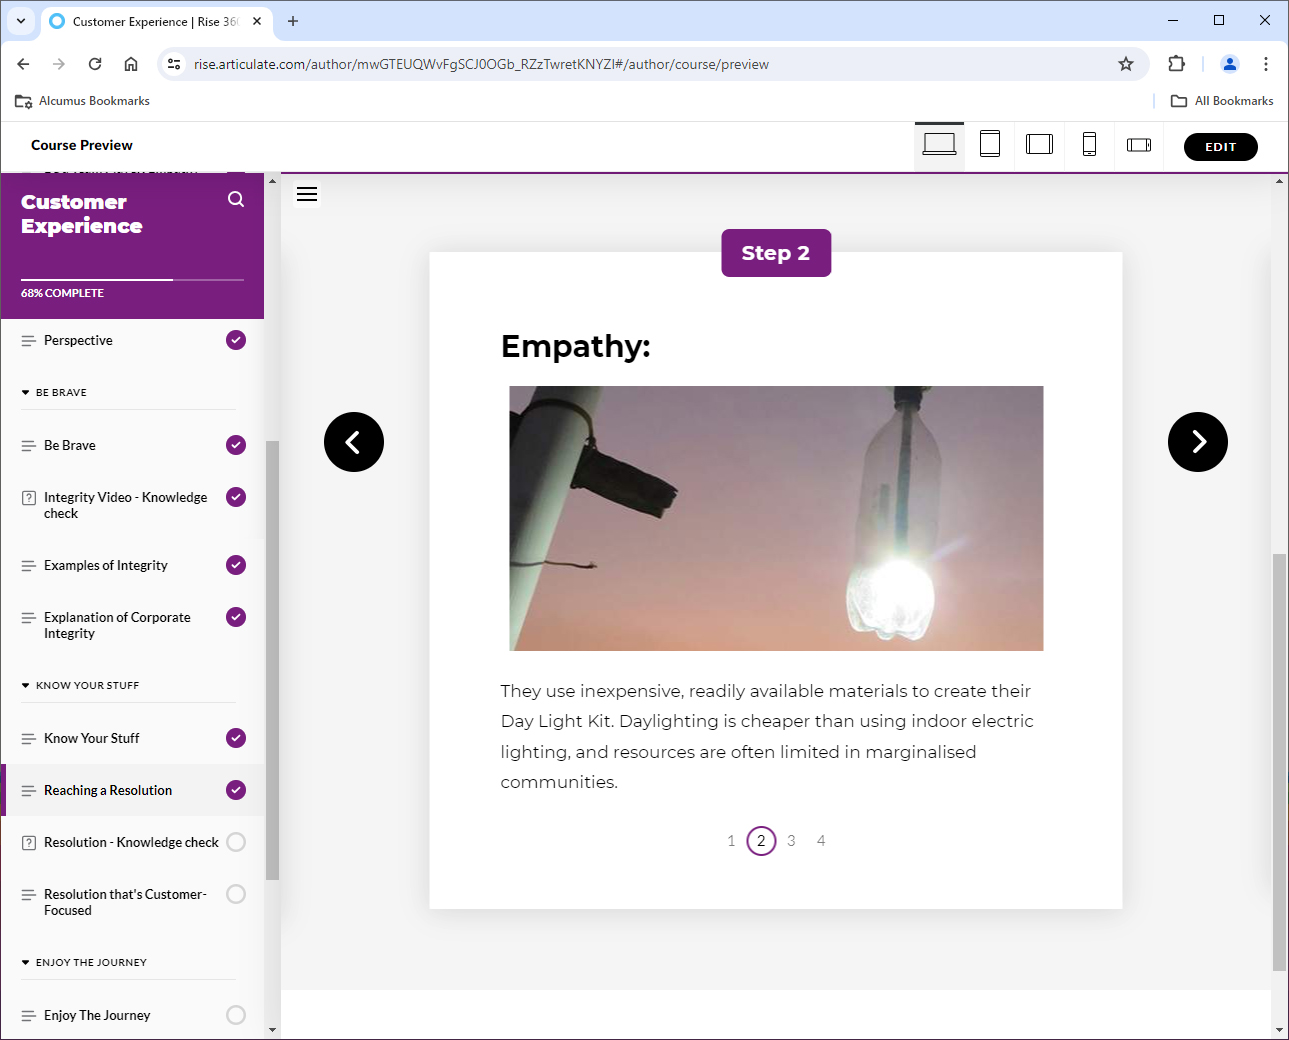 Customer Experience | Rise 36
rise.articulate.com/author/mwGTEUQWvFgSCJ0OGb_RZzTwretKNYZI#/author/course/preview
Alcumus Bookmarks
All Bookmarks
Course Preview
EDIT
Customer
Experience
68% COMPLETE
Perspective
BE BRAVE
Be Brave
Integrity Video - Knowledge
check
Examples of Integrity
Explanation of Corporate
Integrity
KNOW YOUR STUFF
Know Your Stuff
Reaching a Resolution
Resolution - Knowledge check
Resolution that's Customer-
Focused
ENJOY THE JOURNEY
Enjoy The Journey
Step 2
Empathy:
They use inexpensive, readily available materials to create their
Day Light Kit. Daylighting is cheaper than using indoor electric
lighting, and resources are often limited in marginalised
communities.
1 2 3 4